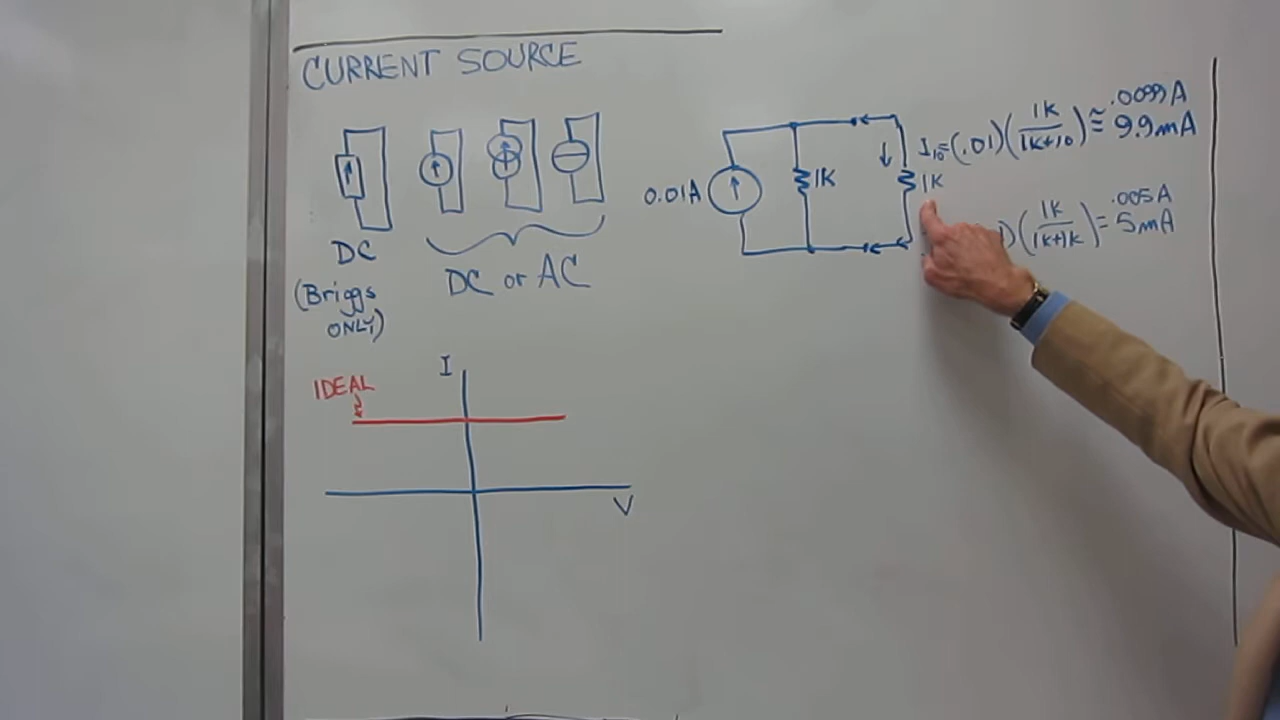 CURRENT SOURCE
DC
(Briggs
ONLY)
DC or AC
IDEAL
I
V
0.01A
1K
1K
I10=(.01)(1K/1K+10)≅ .0099A
9.9mA
)(1K/1K+1K)= .005A
5mA